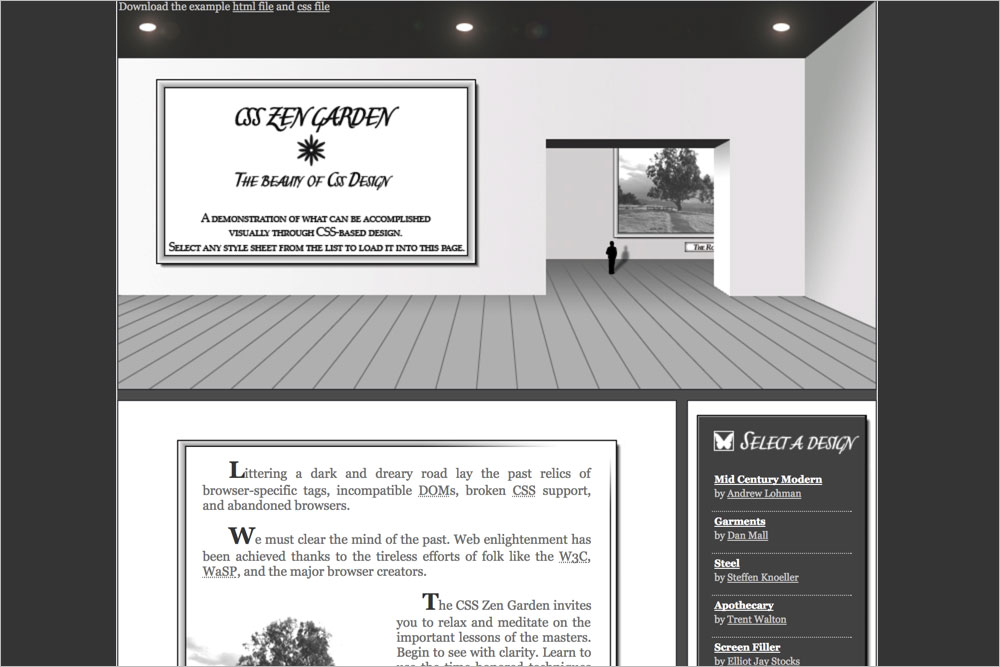 Download the example html file and css file
CSS ZEN GARDEN
THE BEAUTY OF CSS DESIGN
A DEMONSTRATION OF WHAT CAN BE ACCOMPLISHED
VISUALLY THROUGH CSS-BASED DESIGN.
SELECT ANY STYLE SHEET FROM THE LIST TO LOAD IT INTO THIS PAGE.
THE RO
Littering a dark and dreary road lay the past relics of
browser-specific tags, incompatible DOMs, broken CSS support,
and abandoned browsers.
We must clear the mind of the past. Web enlightenment has
been achieved thanks to the tireless efforts of folk like the W3C,
WaSP, and the major browser creators.
The CSS Zen Garden invites
you to relax and meditate on the
important lessons of the masters.
Begin to see with clarity. Learn to
use the time-honored techniques
SELECT A DESIGN
Mid Century Modern
by Andrew Lohman
Garments
by Dan Mall
Steel
by Steffen Knoeller
Apothecary
by Trent Walton
Screen Filler
by Elliot Jay Stocks